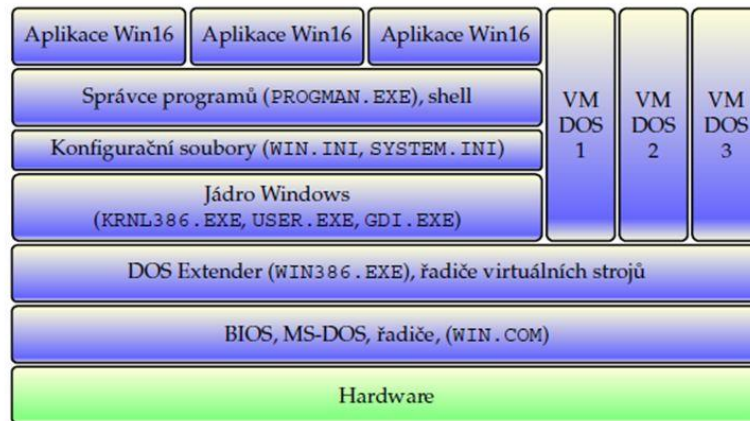 Aplikace Win16
Aplikace Win16
Aplikace Win16
Správce programů (PROGMAN.EXE), shell
Konfigurační soubory (WIN.INI, SYSTEM.INI)
Jádro Windows
(KRNL386.EXE, USER.EXE, GDI.EXE)
VM
DOS
1
VM
DOS
2
VM
DOS
3
DOS Extender (WIN386.EXE), řadiče virtuálních strojů
BIOS, MS-DOS, řadiče, (WIN.COM)
Hardware